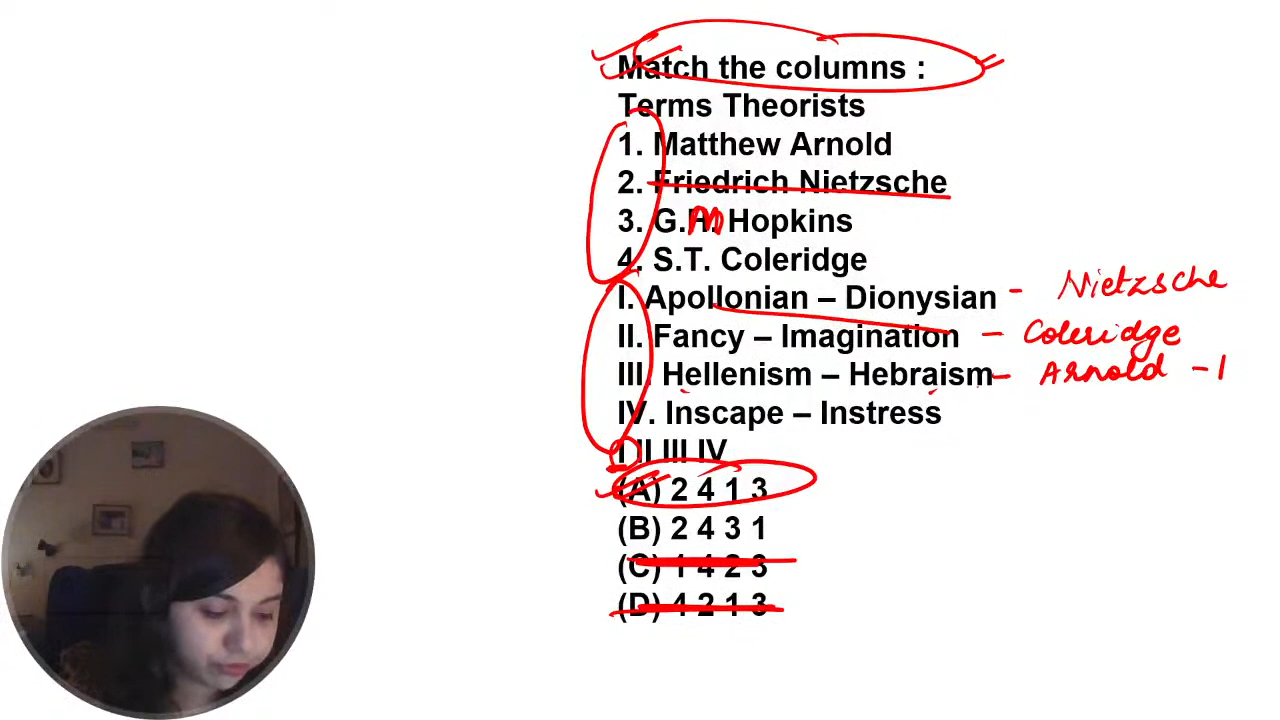 Match the columns :
Terms Theorists
1. Matthew Arnold
2. Friedrich Nietzsche
3. G.M. Hopkins
4. S.T. Coleridge
I. Apollonian – Dionysian - Nietzsche
II. Fancy – Imagination - Coleridge
III. Hellenism – Hebraism - Arnold - 1
IV. Inscape – Instress
I II III IV
(A) 2 4 1 3
(B) 2 4 3 1
(C) 1 4 2 3
(D) 4 2 1 3